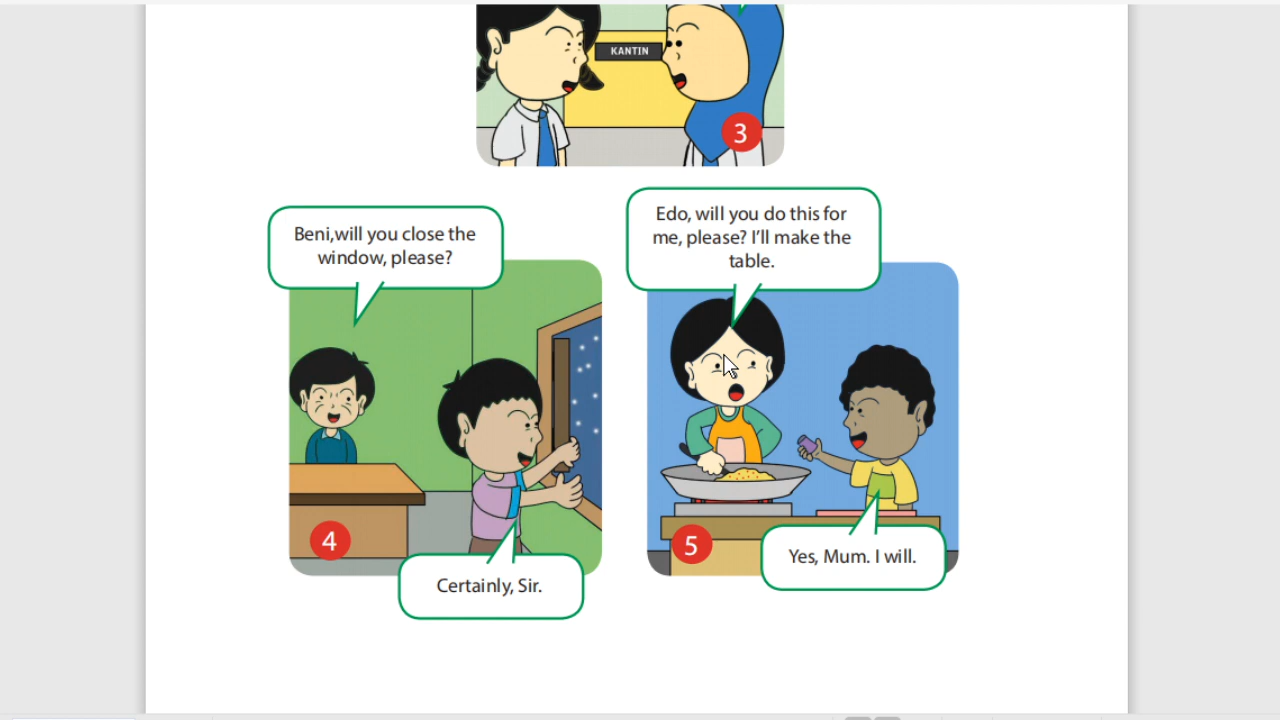 KANTIN
3
Beni,will you close the
window, please?
4
Certainly, Sir.
Edo, will you do this for
me, please? I'll make the
table.
5
Yes, Mum. I will.